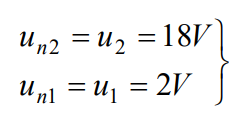 u_{n2} = u_2 = 18V
u_{n1} = u_1 = 2V }